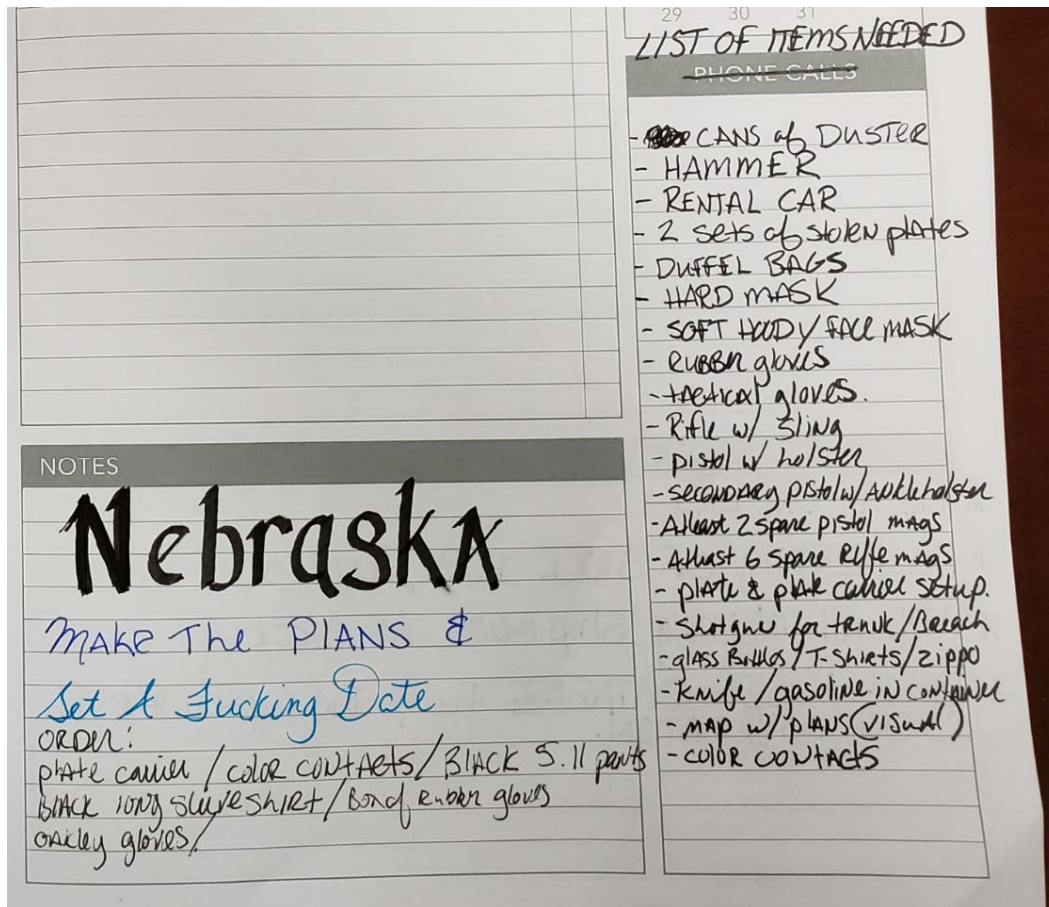 29 30 31
LIST OF ITEMS NEEDED
PHONE CALLS
- CANS of DUSTER
- HAMMER
- RENTAL CAR
- 2 sets of stolen plates
- DUFFEL BAGS
- HARD MASK
- SOFT HOODY/FACE MASK
- RUBBER gloves
- tactical gloves.
- Rifle w/ Sling
- pistol w/ holster
- SECONDARY pistol w/ Ankle holster
- Atleast 2 spare pistol mags
- Atleast 6 spare Rifle mags
- plate & plate carrier setup.
- Shotgun for trunk/Breach
- glass Bottles/T-Shirts/zippo
- knife/gasoline in container
- MAP w/ PLANS (VISUAL)
- COLOR CONTACTS
NOTES
NebraskA
MAKE The PLANS &
Set A Fucking Date
ORDER:
plate carrier / color contacts / BlACK 5.11 pants
BlACK long sleeve shirt / Box of Rubber gloves
OAKley gloves/